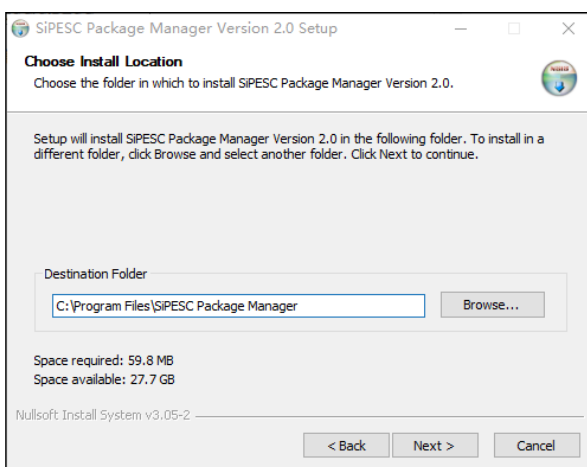 SiPESC Package Manager Version 2.0 Setup
Choose Install Location
Choose the folder in which to install SiPESC Package Manager Version 2.0.
Setup will install SiPESC Package Manager Version 2.0 in the following folder. To install in a
different folder, click Browse and select another folder. Click Next to continue.
Destination Folder
C:\Program Files\SiPESC Package Manager
Browse...
Space required: 59.8 MB
Space available: 27.7 GB
Nullsoft Install System v3.05-2
< Back
Next >
Cancel